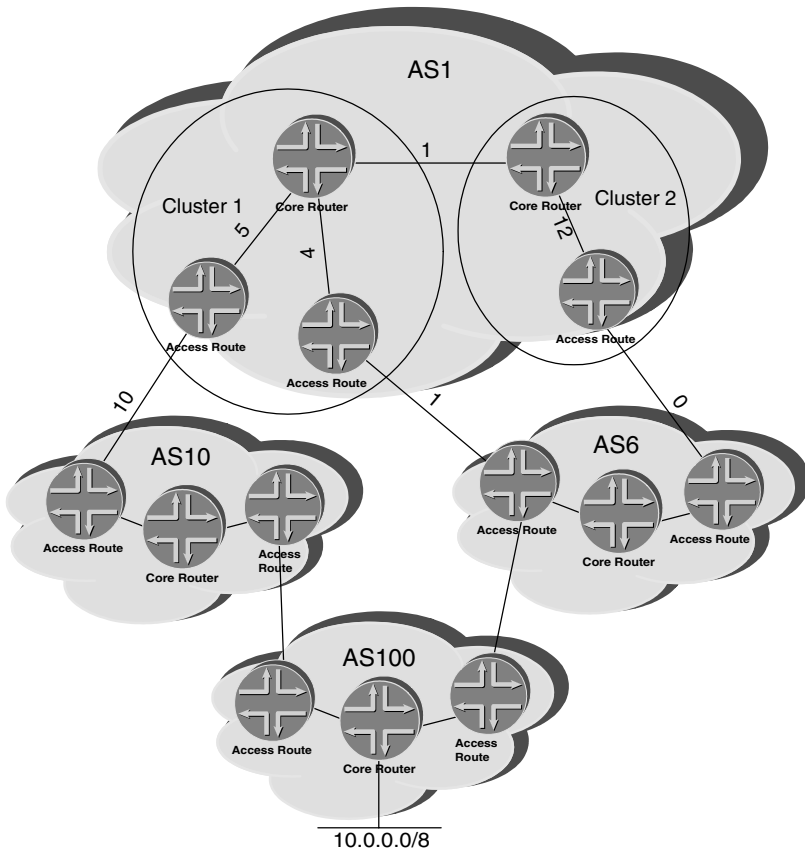 AS1
1
Core Router
Core Router
Cluster 1
Cluster 2
5
4
12
Access Route
Access Route
Access Route
10
1
0
AS10
AS6
Access Route
Core Router
Access
Route
Access Route
Core Router
Access Route
AS100
Access Route
Core Router
Access
Route
10.0.0.0/8